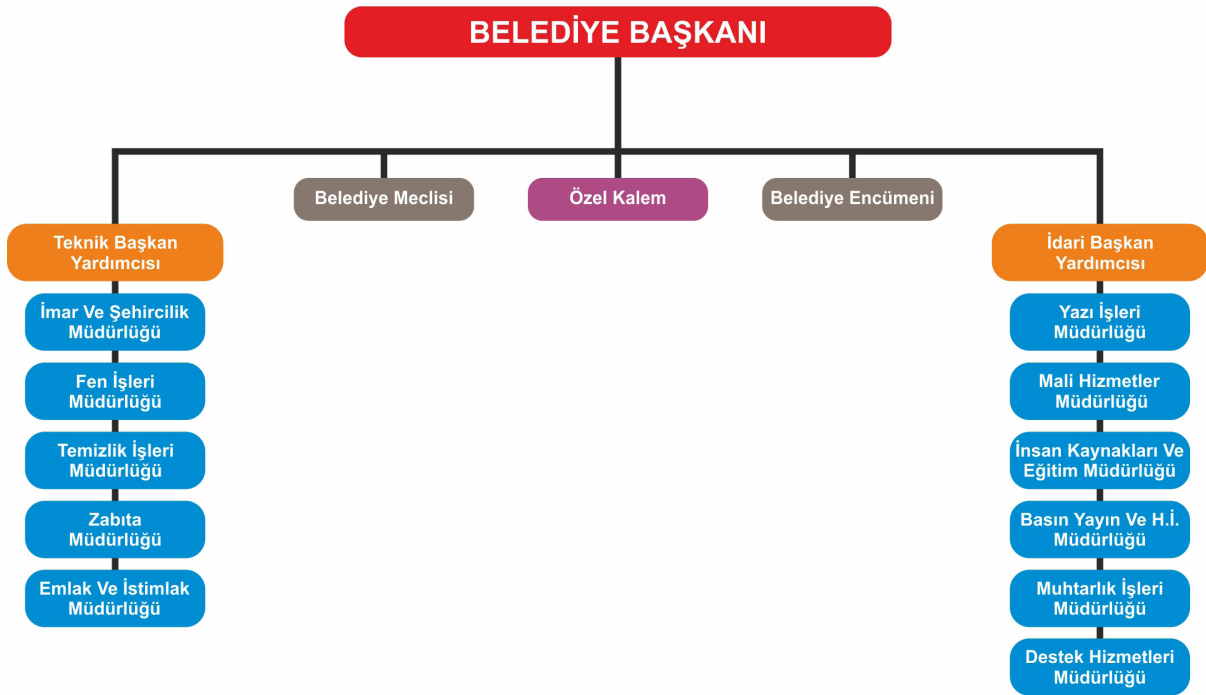 BELEDİYE BAŞKANI
Belediye Meclisi
Özel Kalem
Belediye Encümeni
Teknik Başkan
Yardımcısı
İmar Ve Şehircilik
Müdürlüğü
Fen İşleri
Müdürlüğü
Temizlik İşleri
Müdürlüğü
Zabıta
Müdürlüğü
Emlak Ve İstimlak
Müdürlüğü
İdari Başkan
Yardımcısı
Yazı İşleri
Müdürlüğü
Mali Hizmetler
Müdürlüğü
İnsan Kaynakları Ve
Eğitim Müdürlüğü
Basın Yayın Ve H.İ.
Müdürlüğü
Muhtarlık İşleri
Müdürlüğü
Destek Hizmetleri
Müdürlüğü